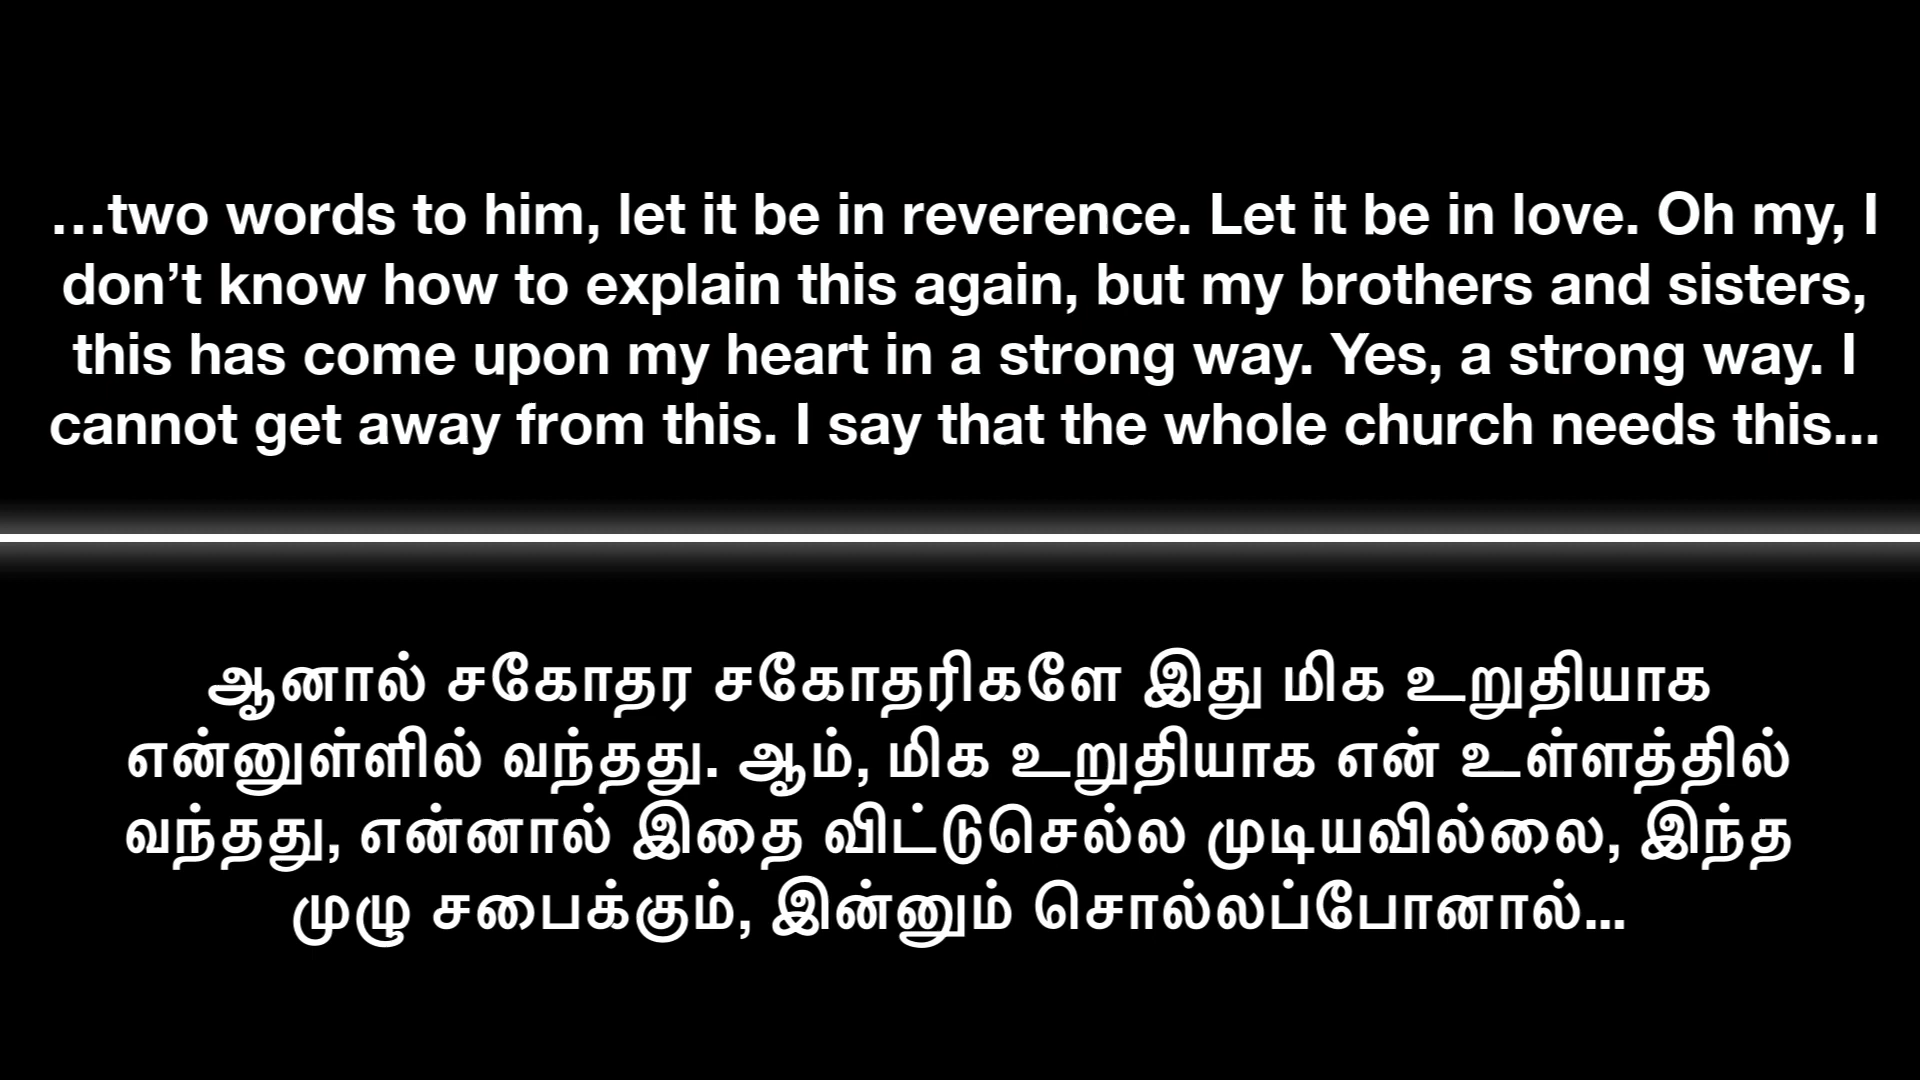 …two words to him, let it be in reverence. Let it be in love. Oh my, I
don’t know how to explain this again, but my brothers and sisters,
this has come upon my heart in a strong way. Yes, a strong way. I
cannot get away from this. I say that the whole church needs this...
ஆனால் சகோதர சகோதரிகளே இது மிக உறுதியாக
என்னுள்ளில் வந்தது. ஆம், மிக உறுதியாக என் உள்ளத்தில்
வந்தது, என்னால் இதை விட்டுசெல்ல முடியவில்லை, இந்த
முழு சபைக்கும், இன்னும் சொல்லப்போனால்...